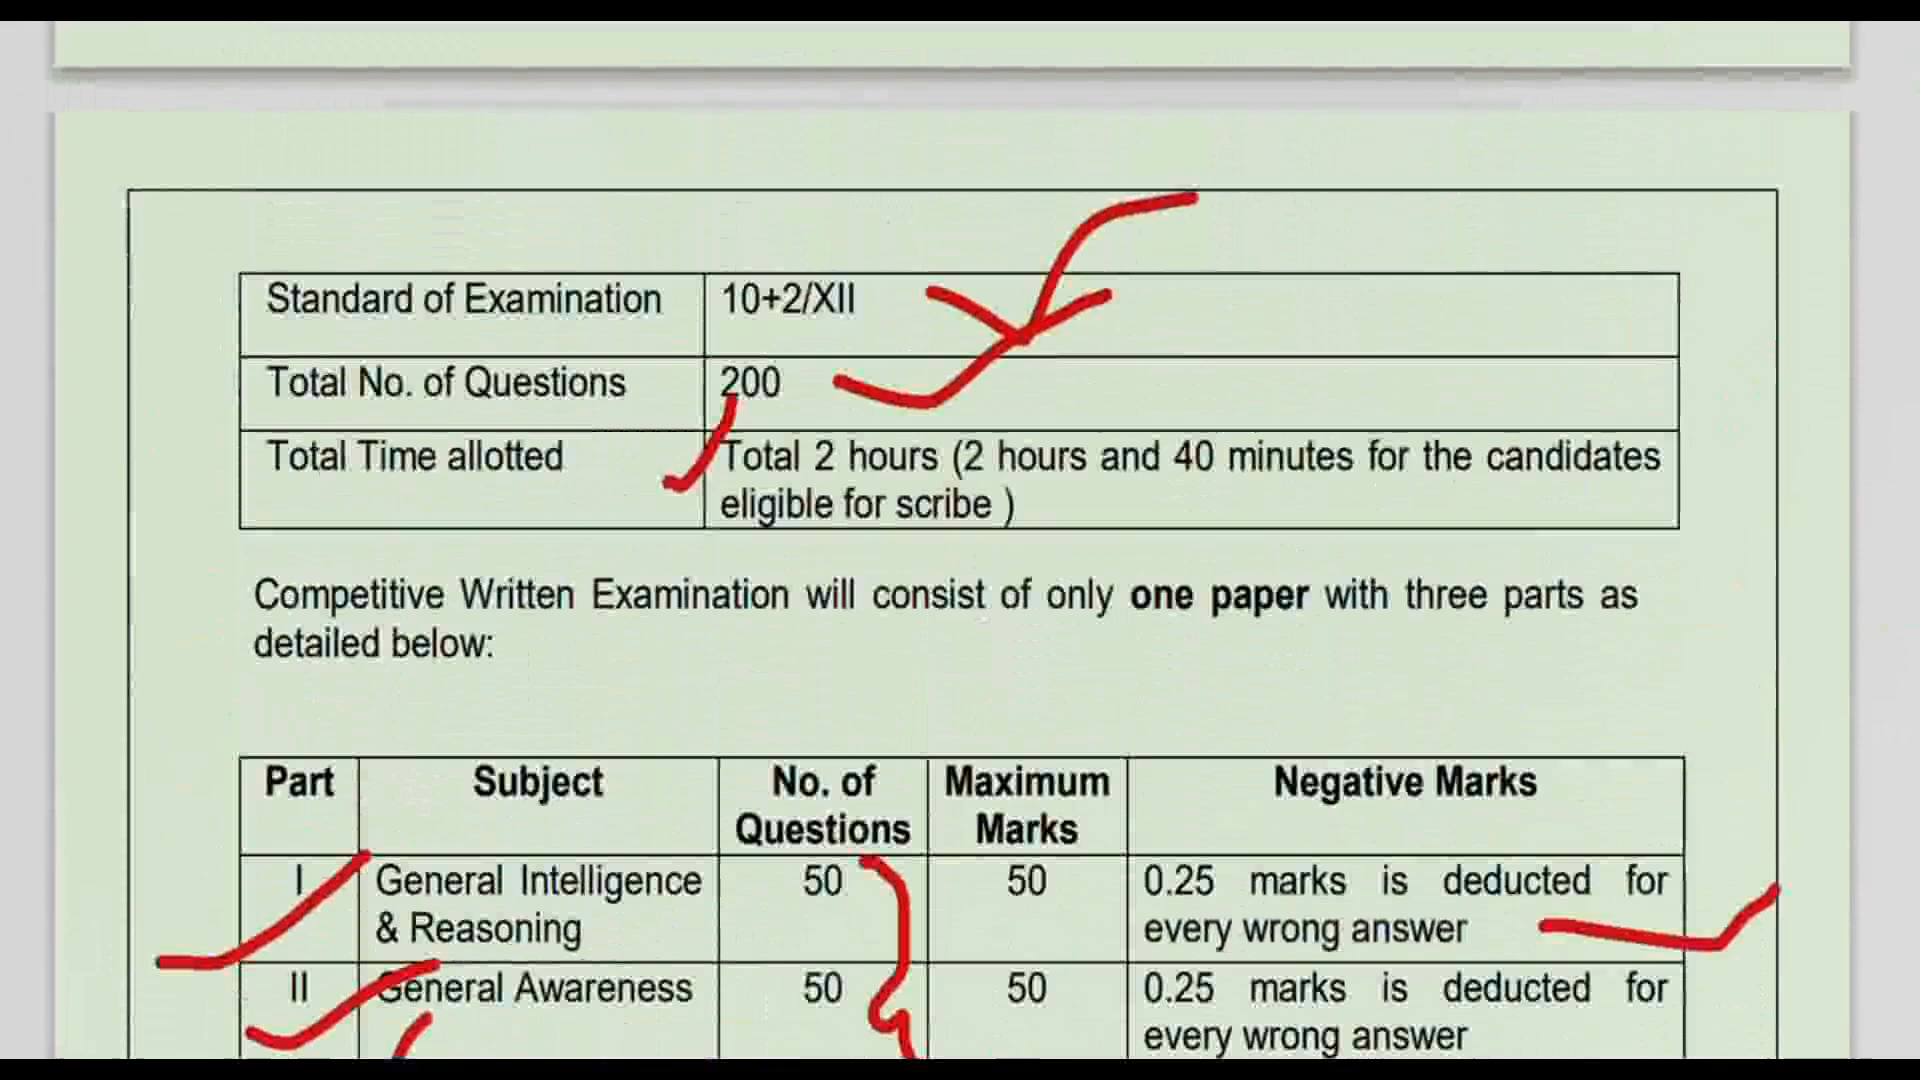 Standard of Examination 10+2/XII
Total No. of Questions 200
Total Time allotted Total 2 hours (2 hours and 40 minutes for the candidates
eligible for scribe )
Competitive Written Examination will consist of only one paper with three parts as
detailed below:
Part Subject No. of Maximum Negative Marks
Questions Marks
I General Intelligence 50 50 0.25 marks is deducted for
& Reasoning every wrong answer
II General Awareness 50 50 0.25 marks is deducted for
every wrong answer